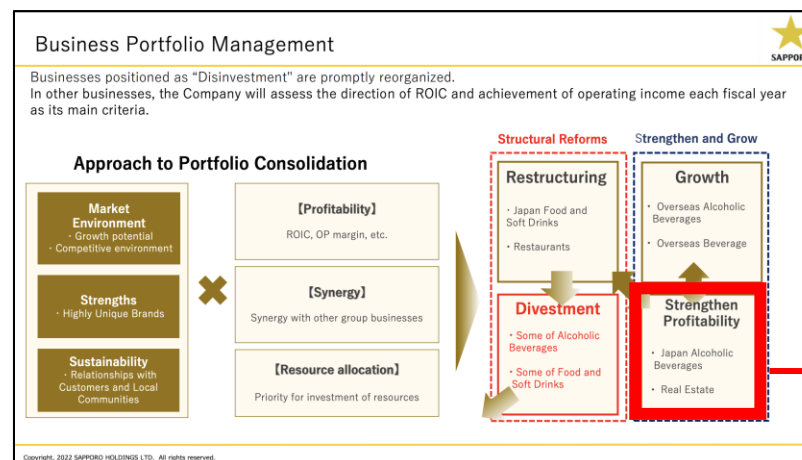 Business Portfolio Management
Businesses positioned as “Disinvestment” are promptly reorganized.
In other businesses, the Company will assess the direction of ROIC and achievement of operating income each fiscal year
as its main criteria.
Approach to Portfolio Consolidation
Market
Environment
・Growth potential
・Competitive environment
Strengths
・Highly Unique Brands
Sustainability
・Relationships with
Customers and Local
Communities
【Profitability】
ROIC, OP margin, etc.
【Synergy】
Synergy with other group businesses
【Resource allocation】
Priority for investment of resources
Structural Reforms
Restructuring
・Japan Food and
Soft Drinks
・Restaurants
Divestment
・Some of Alcoholic
Beverages
・Some of Food and
Soft Drinks
Strengthen and Grow
Growth
・Overseas Alcoholic
Beverages
・Overseas Beverage
Strengthen
Profitability
・Japan Alcoholic
Beverages
・Real Estate
Copyright, 2022 SAPPORO HOLDINGS LTD. All rights reserved.